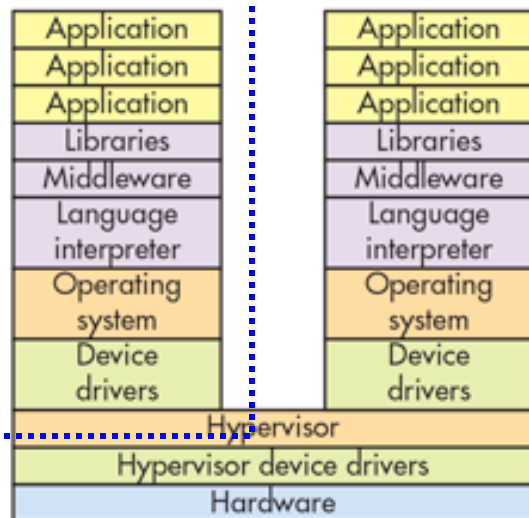 Application
Application
Application
Libraries
Middleware
Language
interpreter
Operating
system
Device
drivers
Application
Application
Application
Libraries
Middleware
Language
interpreter
Operating
system
Device
drivers
Hypervisor
Hypervisor device drivers
Hardware